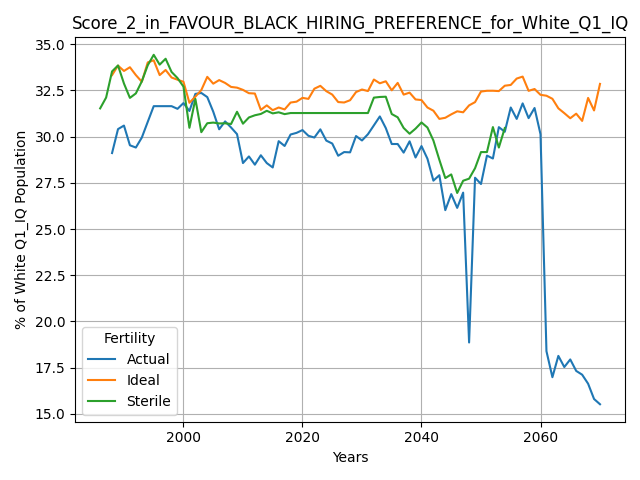 Score_2_in_FAVOUR_BLACK_HIRING_PREFERENCE_for_White_Q1_IQ
35.0
32.5
30.0
27.5
25.0
22.5
20.0
17.5
15.0
% of White Q1_IQ Population
Fertility
Actual
Ideal
Sterile
2000 2020 2040 2060
Years